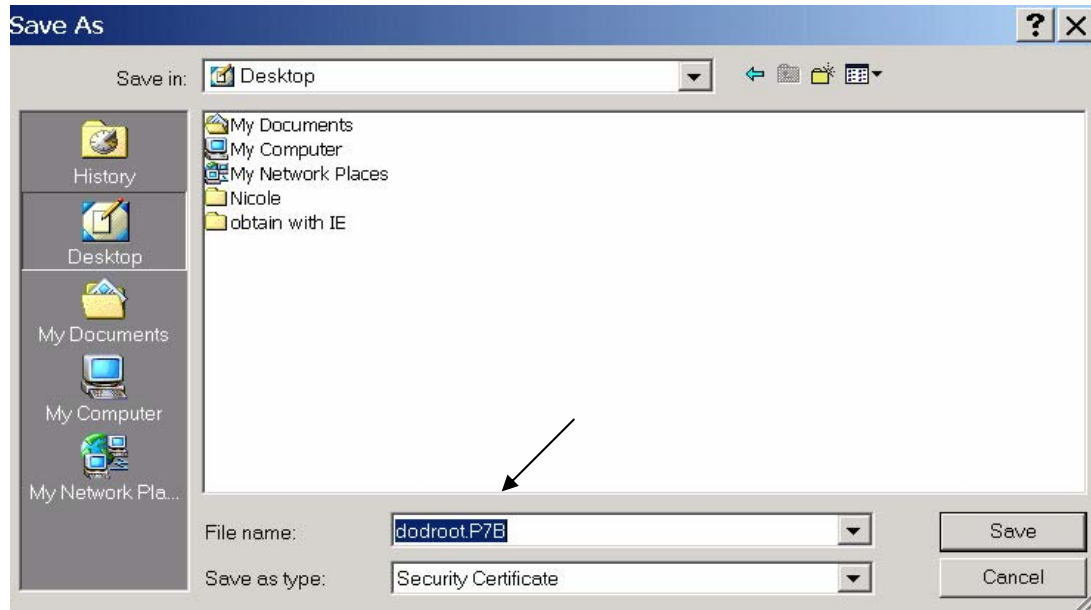 Save As
Save in:
Desktop
History
Desktop
My Documents
My Computer
My Network Pla...
My Documents
My Computer
My Network Places
Nicole
obtain with IE
File name:
dodroot.P7B
Save
Save as type:
Security Certificate
Cancel